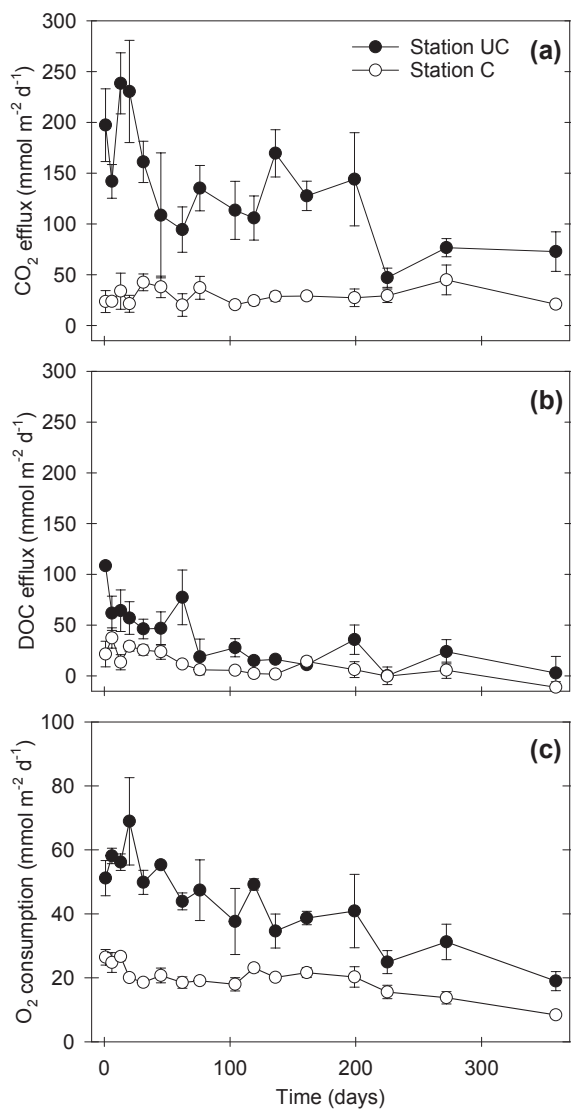 300
250
200
150
100
50
0
CO2 efflux (mmol m-2 d-1)
Station UC
Station C
(a)
300
250
200
150
100
50
0
DOC efflux (mmol m-2 d-1)
(b)
100
80
60
40
20
0
O2 consumption (mmol m-2 d-1)
(c)
0 100 200 300
Time (days)